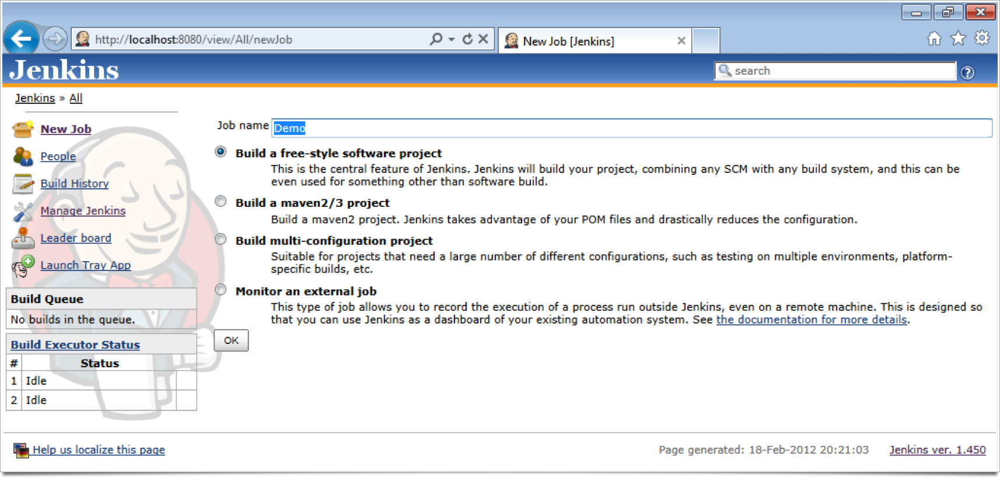 http://localhost:8080/view/All/newJob
New Job [Jenkins]
Jenkins
search
Jenkins » All
New Job
People
Build History
Manage Jenkins
Leader board
Launch Tray App
Build Queue
No builds in the queue.
Build Executor Status
# Status
1 Idle
2 Idle
Job name Demo
Build a free-style software project
This is the central feature of Jenkins. Jenkins will build your project, combining any SCM with any build system, and this can be
even used for something other than software build.
Build a maven2/3 project
Build a maven2 project. Jenkins takes advantage of your POM files and drastically reduces the configuration.
Build multi-configuration project
Suitable for projects that need a large number of different configurations, such as testing on multiple environments, platform-
specific builds, etc.
Monitor an external job
This type of job allows you to record the execution of a process run outside Jenkins, even on a remote machine. This is designed so
that you can use Jenkins as a dashboard of your existing automation system. See the documentation for more details.
OK
Help us localize this page
Page generated: 18-Feb-2012 20:21:03 Jenkins ver. 1.450